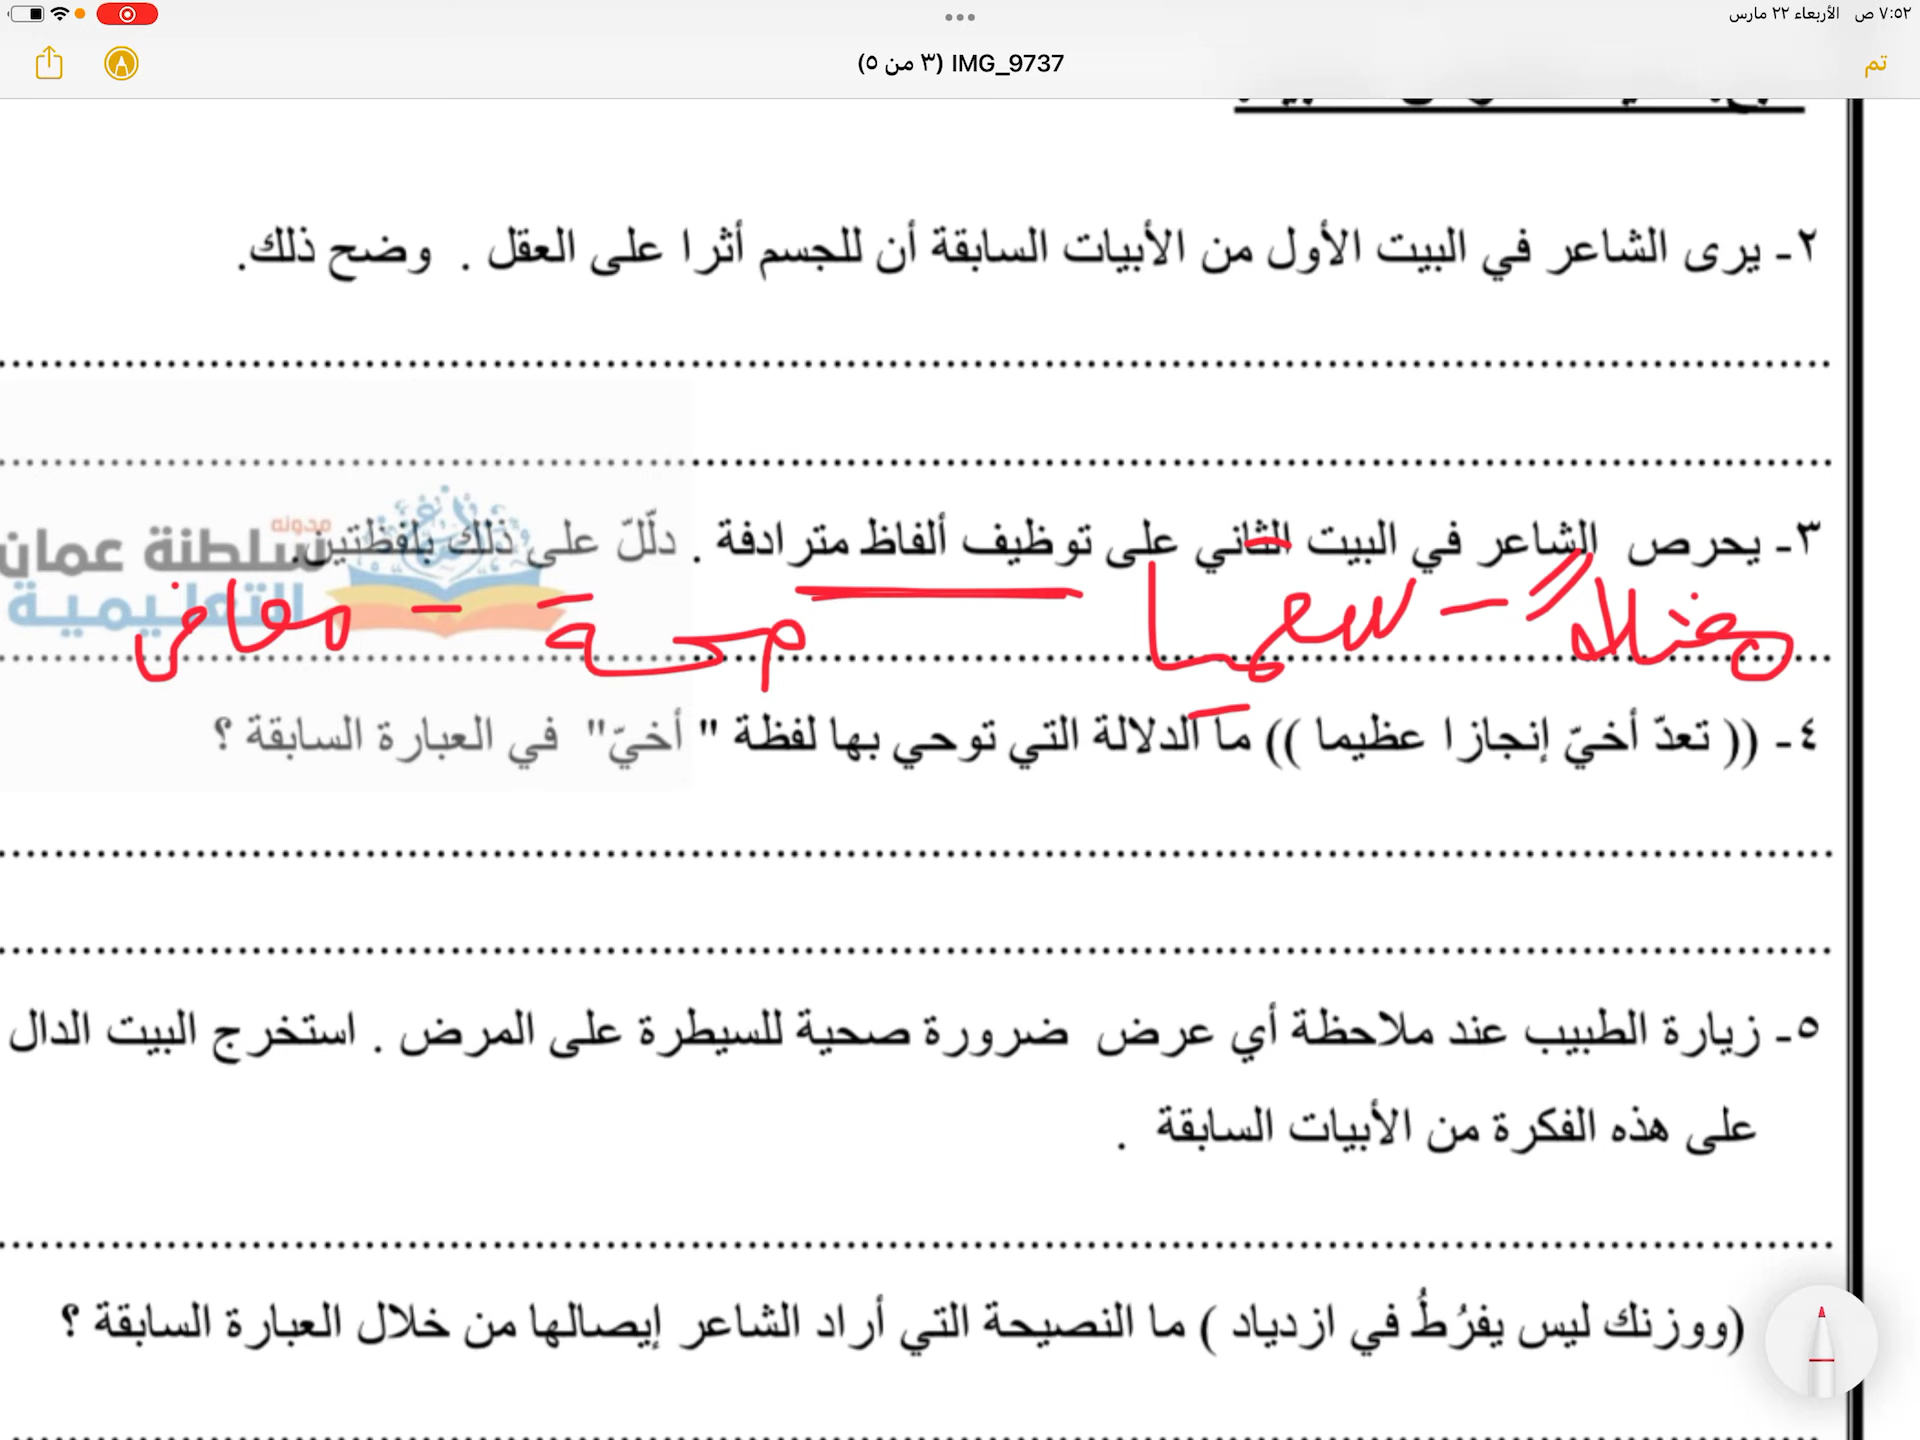 ٧:٥٢ ص الأربعاء ٢٢ مارس
تم
IMG_9737 (٣ من ٥)
٢- يرى الشاعر في البيت الأول من الأبيات السابقة أن للجسم أثرا على العقل . وضح ذلك.
٣- يحرص الشاعر في البيت الثاني على توظيف ألفاظ مترادفة . دلّلّ على ذلك بلفظتين.
مدونه
سلطنة عمان
التعليمية
صحة - معافى
٤- (( تعدّ أخيّ إنجازا عظيما )) ما الدلالة التي توحي بها لفظة " أخيّ" في العبارة السابقة ؟
٥- زيارة الطبيب عند ملاحظة أي عرض ضرورة صحية للسيطرة على المرض . استخرج البيت الدال
على هذه الفكرة من الأبيات السابقة .
(ووزنك ليس يفرُطُ في ازدياد ) ما النصيحة التي أراد الشاعر إيصالها من خلال العبارة السابقة ؟